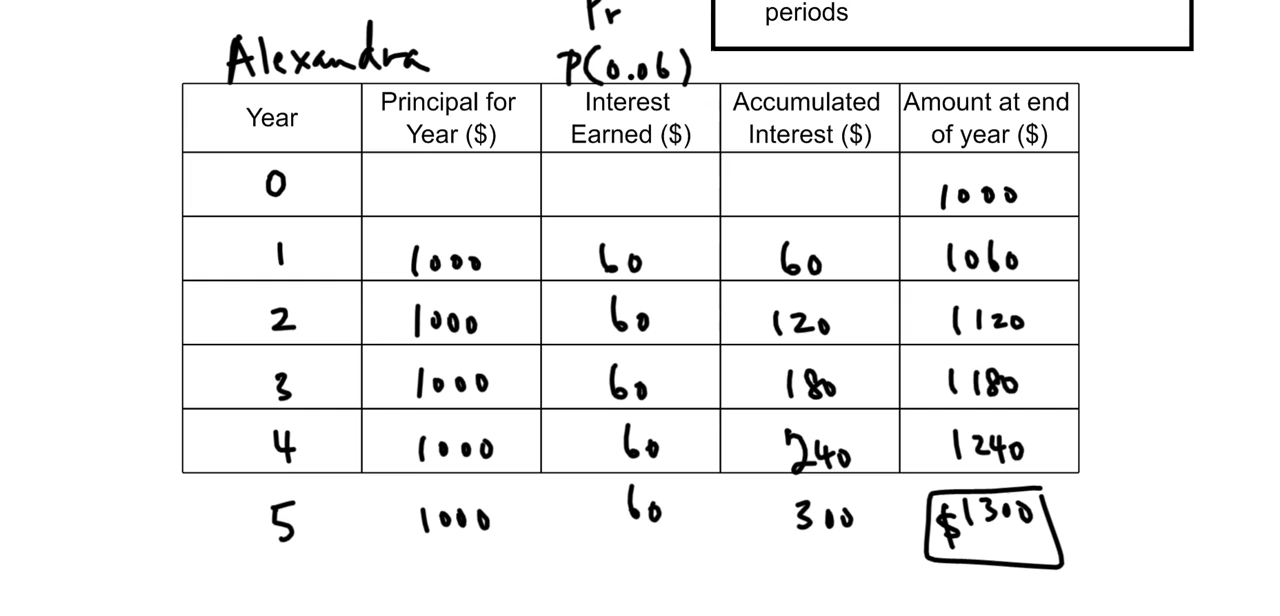 periods
Pr
Alexandra P(0.06)
Year Principal for Year ($) Interest Earned ($) Accumulated Interest ($) Amount at end of year ($)
0 1000
1 1000 60 60 1060
2 1000 60 120 1120
3 1000 60 180 1180
4 1000 60 240 1240
5 1000 60 300 $1300